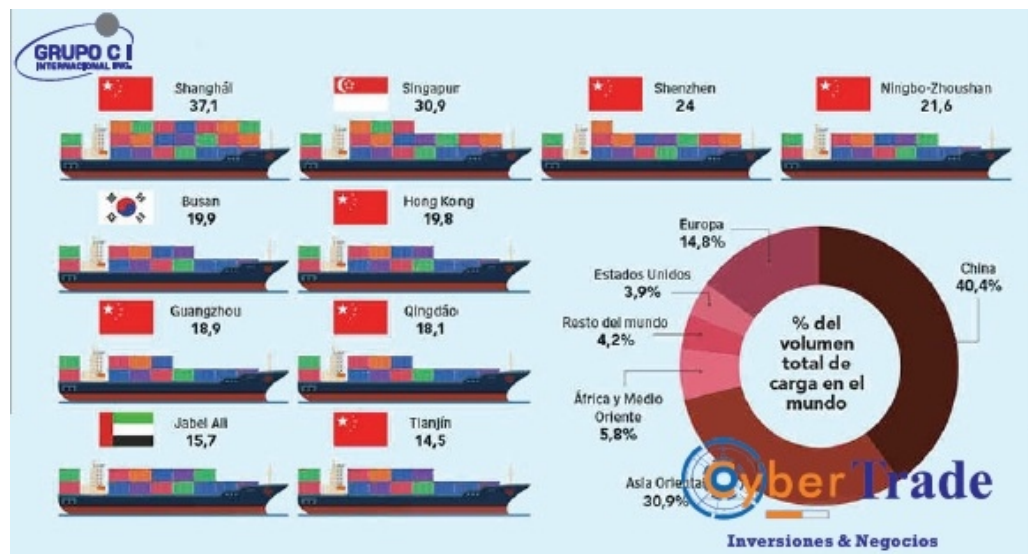 GRUPO C I
INTERNACIONAL INC.
Shanghái
37,1
Singapur
30,9
Shenzhen
24
Ningbo-Zhoushan
21,6
Busan
19,9
Hong Kong
19,8
Guangzhou
18,9
Qingdáo
18,1
Jabel Ali
15,7
Tianjín
14,5
Europa
14,8%
Estados Unidos
3,9%
Resto del mundo
4,2%
África y Medio
Oriente
5,8%
Asia Oriental
30,9%
China
40,4%
% del
volumen
total de
carga en el
mundo
Cyber Trade
Inversiones & Negocios